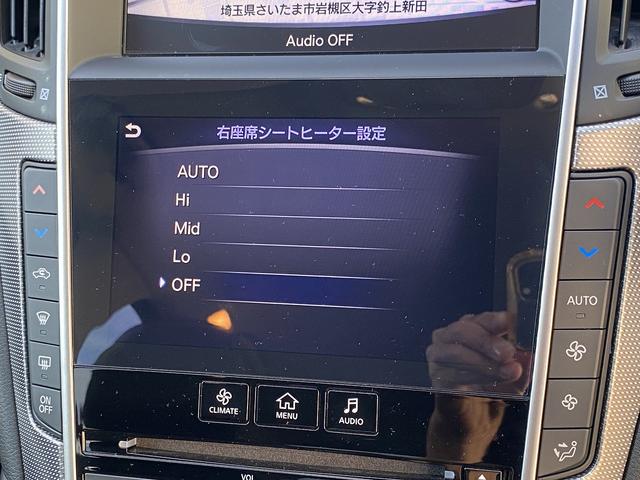 埼玉県さいたま市岩槻区大字釣上新田
Audio OFF
右座席シートヒーター設定
AUTO
Hi
Mid
Lo
OFF
AUTO
ON
OFF
CLIMATE
MENU
AUDIO
VOL